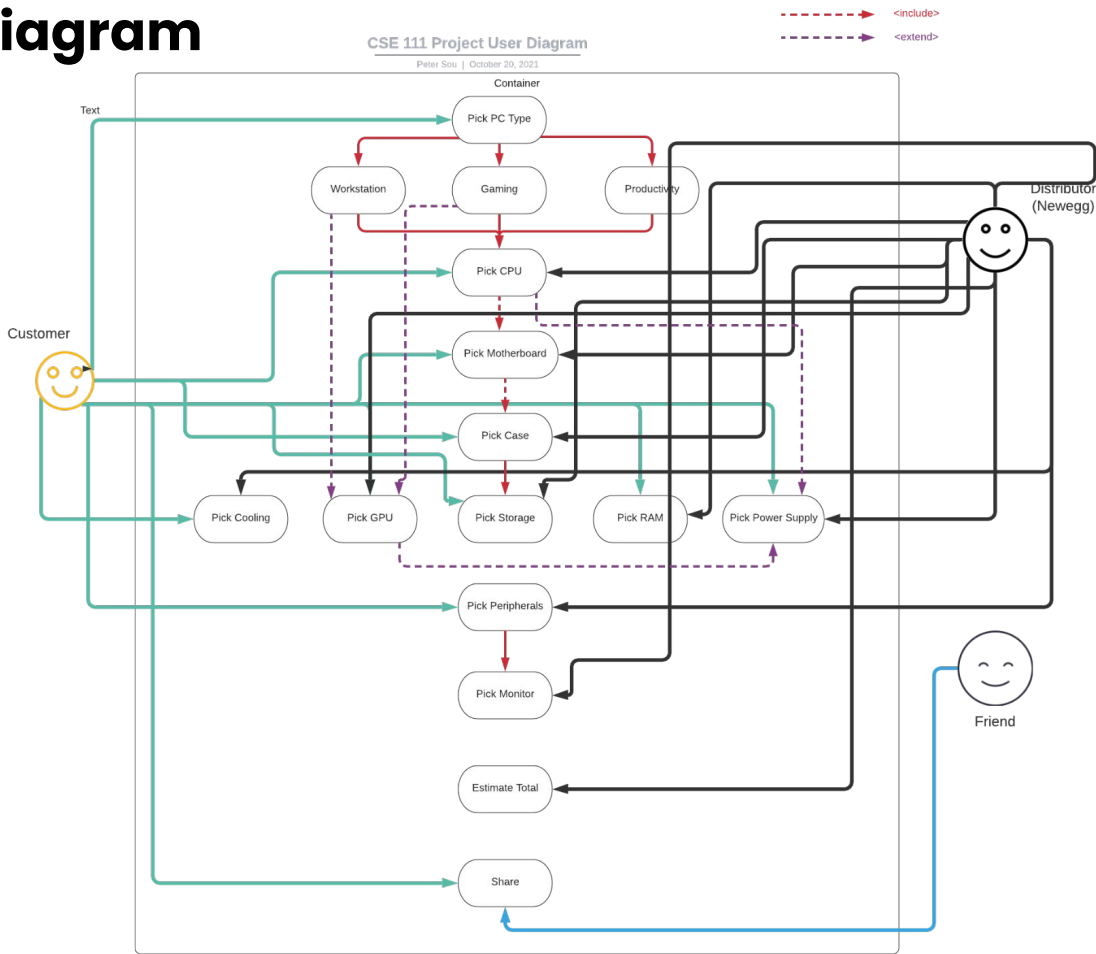 iagram
<include>
<extend>
CSE 111 Project User Diagram
Peter Sou | October 20, 2021
Container
Text
Pick PC Type
Workstation
Gaming
Productivity
Distributor
(Newegg)
Pick CPU
Customer
Pick Motherboard
Pick Case
Pick Cooling
Pick GPU
Pick Storage
Pick RAM
Pick Power Supply
Pick Peripherals
Pick Monitor
Friend
Estimate Total
Share